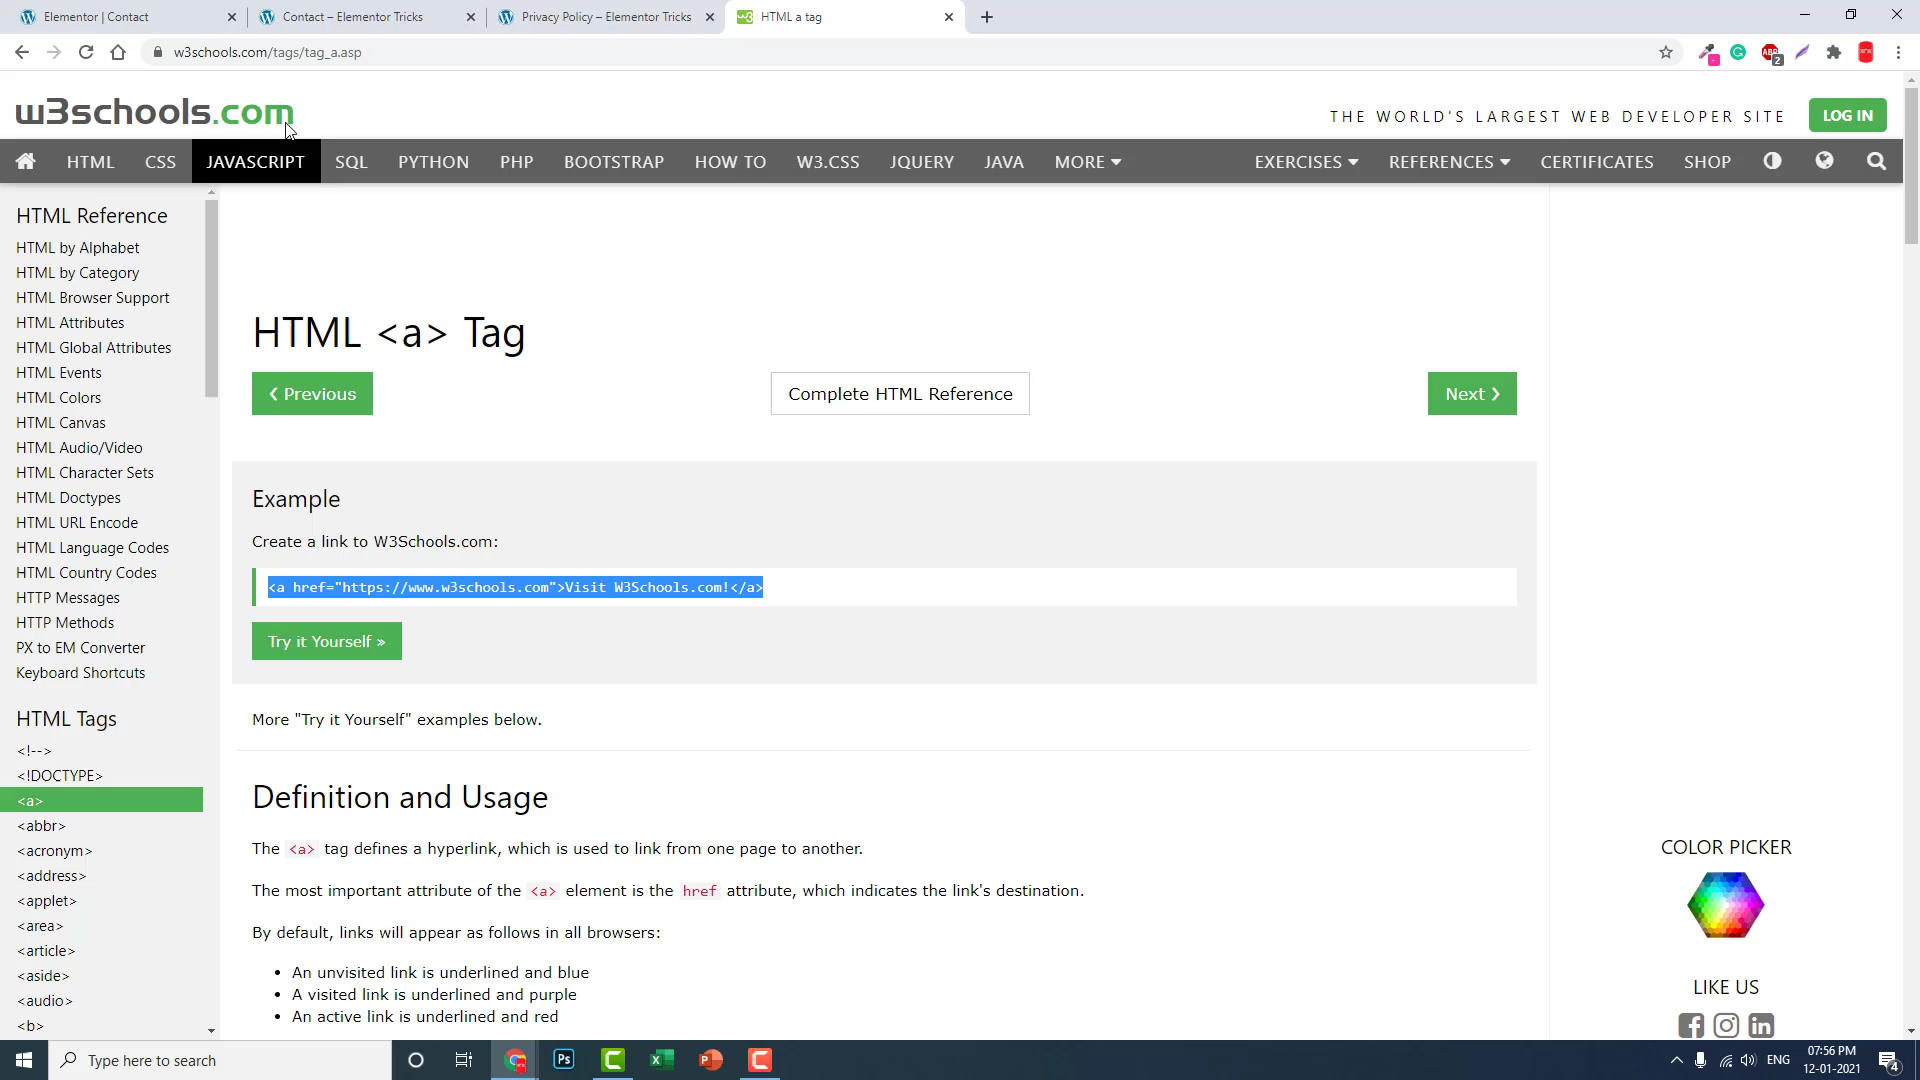 Elementor | Contact
Contact – Elementor Tricks
Privacy Policy – Elementor Tricks
HTML a tag
w3schools.com/tags/tag_a.asp
ABP
2
w3schools.com
THE WORLD'S LARGEST WEB DEVELOPER SITE
LOG IN
HTML CSS JAVASCRIPT SQL PYTHON PHP BOOTSTRAP HOW TO W3.CSS JQUERY JAVA MORE EXERCISES REFERENCES CERTIFICATES SHOP
HTML Reference
HTML by Alphabet
HTML by Category
HTML Browser Support
HTML Attributes
HTML Global Attributes
HTML Events
HTML Colors
HTML Canvas
HTML Audio/Video
HTML Character Sets
HTML Doctypes
HTML URL Encode
HTML Language Codes
HTML Country Codes
HTTP Messages
HTTP Methods
PX to EM Converter
Keyboard Shortcuts
HTML Tags
<!-->
<!DOCTYPE>
<a>
<abbr>
<acronym>
<address>
<applet>
<area>
<article>
<aside>
<audio>
<b>
HTML <a> Tag
❮ Previous
Complete HTML Reference
Next ❯
Example
Create a link to W3Schools.com:
<a href="https://www.w3schools.com">Visit W3Schools.com!</a>
Try it Yourself »
More "Try it Yourself" examples below.
Definition and Usage
The <a> tag defines a hyperlink, which is used to link from one page to another.
The most important attribute of the <a> element is the href attribute, which indicates the link's destination.
By default, links will appear as follows in all browsers:
• An unvisited link is underlined and blue
• A visited link is underlined and purple
• An active link is underlined and red
COLOR PICKER
LIKE US
Type here to search
Ps
ENG
07:56 PM
12-01-2021
4